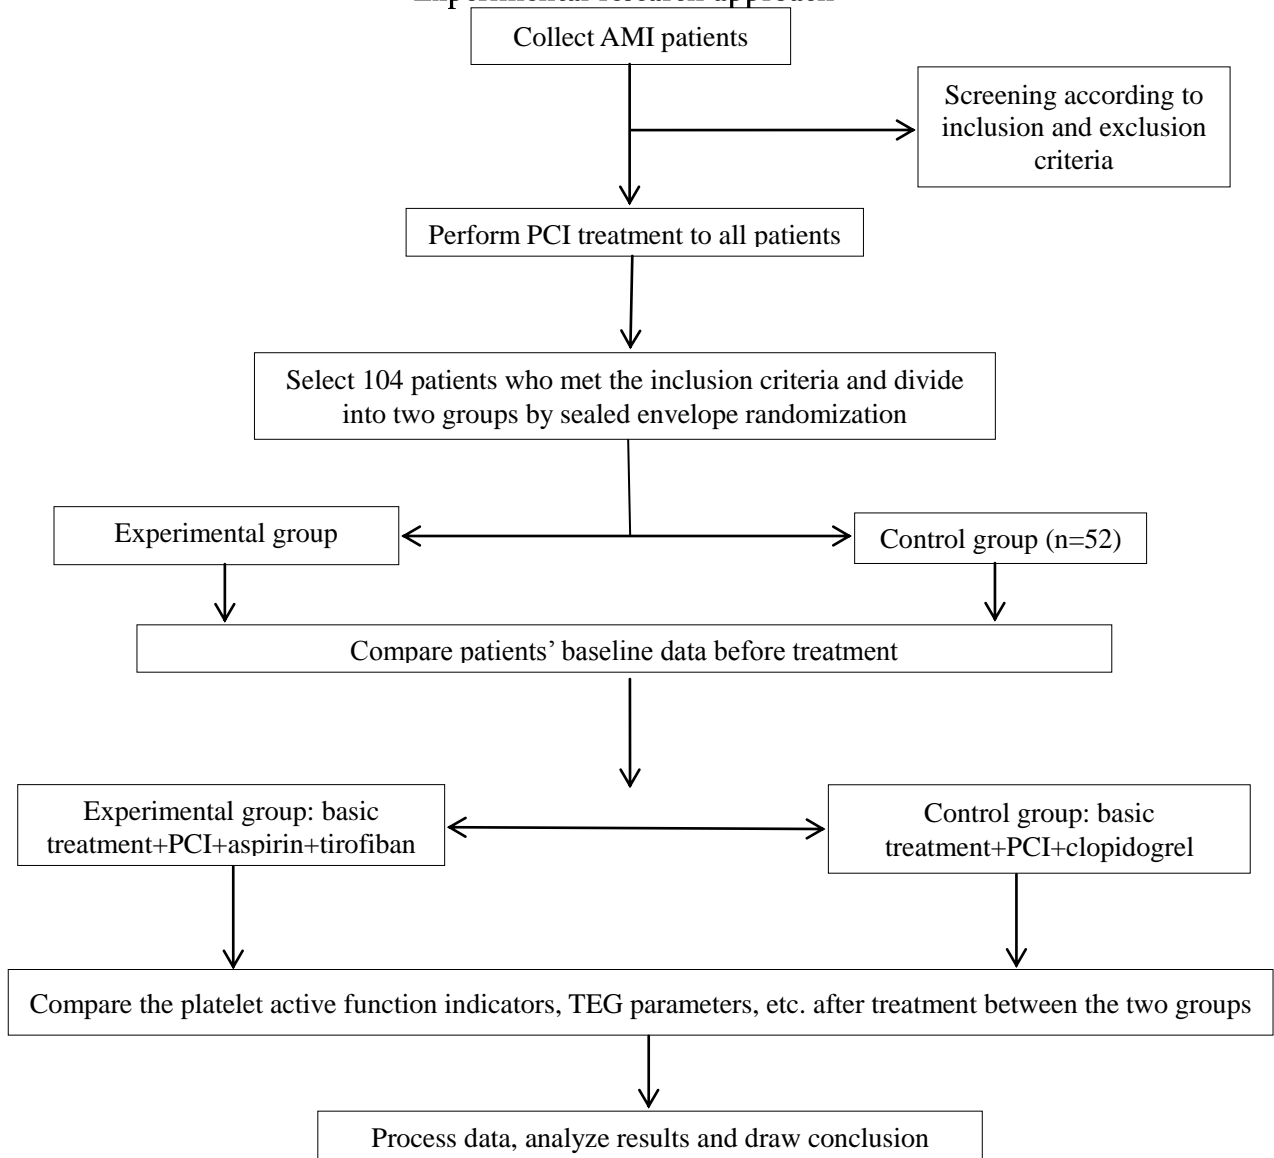 Experimental research approach
Collect AMI patients
Screening according to
inclusion and exclusion
criteria
Perform PCI treatment to all patients
Select 104 patients who met the inclusion criteria and divide
into two groups by sealed envelope randomization
Experimental group
Control group (n=52)
Compare patients’ baseline data before treatment
Experimental group: basic
treatment+PCI+aspirin+tirofiban
Control group: basic
treatment+PCI+clopidogrel
Compare the platelet active function indicators, TEG parameters, etc. after treatment between the two groups
Process data, analyze results and draw conclusion